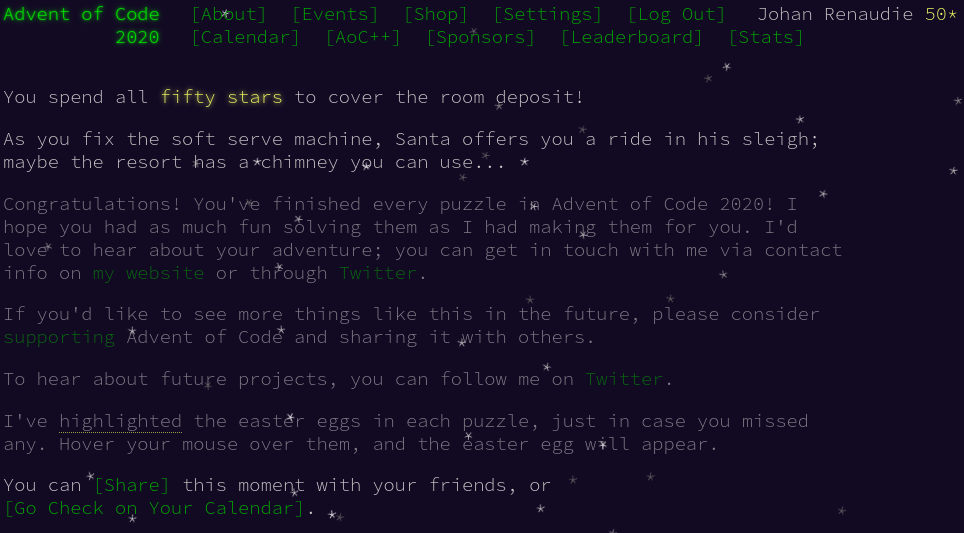 Advent of Code [About] [Events] [Shop] [Settings] [Log Out] Johan Renaudie 50*
2020 [Calendar] [AoC++] [Sponsors] [Leaderboard] [Stats]
You spend all fifty stars to cover the room deposit!
As you fix the soft serve machine, Santa offers you a ride in his sleigh;
maybe the resort has a chimney you can use...
Congratulations! You've finished every puzzle in Advent of Code 2020! I
hope you had as much fun solving them as I had making them for you. I'd
love to hear about your adventure; you can get in touch with me via contact
info on my website or through Twitter.
If you'd like to see more things like this in the future, please consider
supporting Advent of Code and sharing it with others.
To hear about future projects, you can follow me on Twitter.
I've highlighted the easter eggs in each puzzle, just in case you missed
any. Hover your mouse over them, and the easter egg will appear.
You can [Share] this moment with your friends, or
[Go Check on Your Calendar].